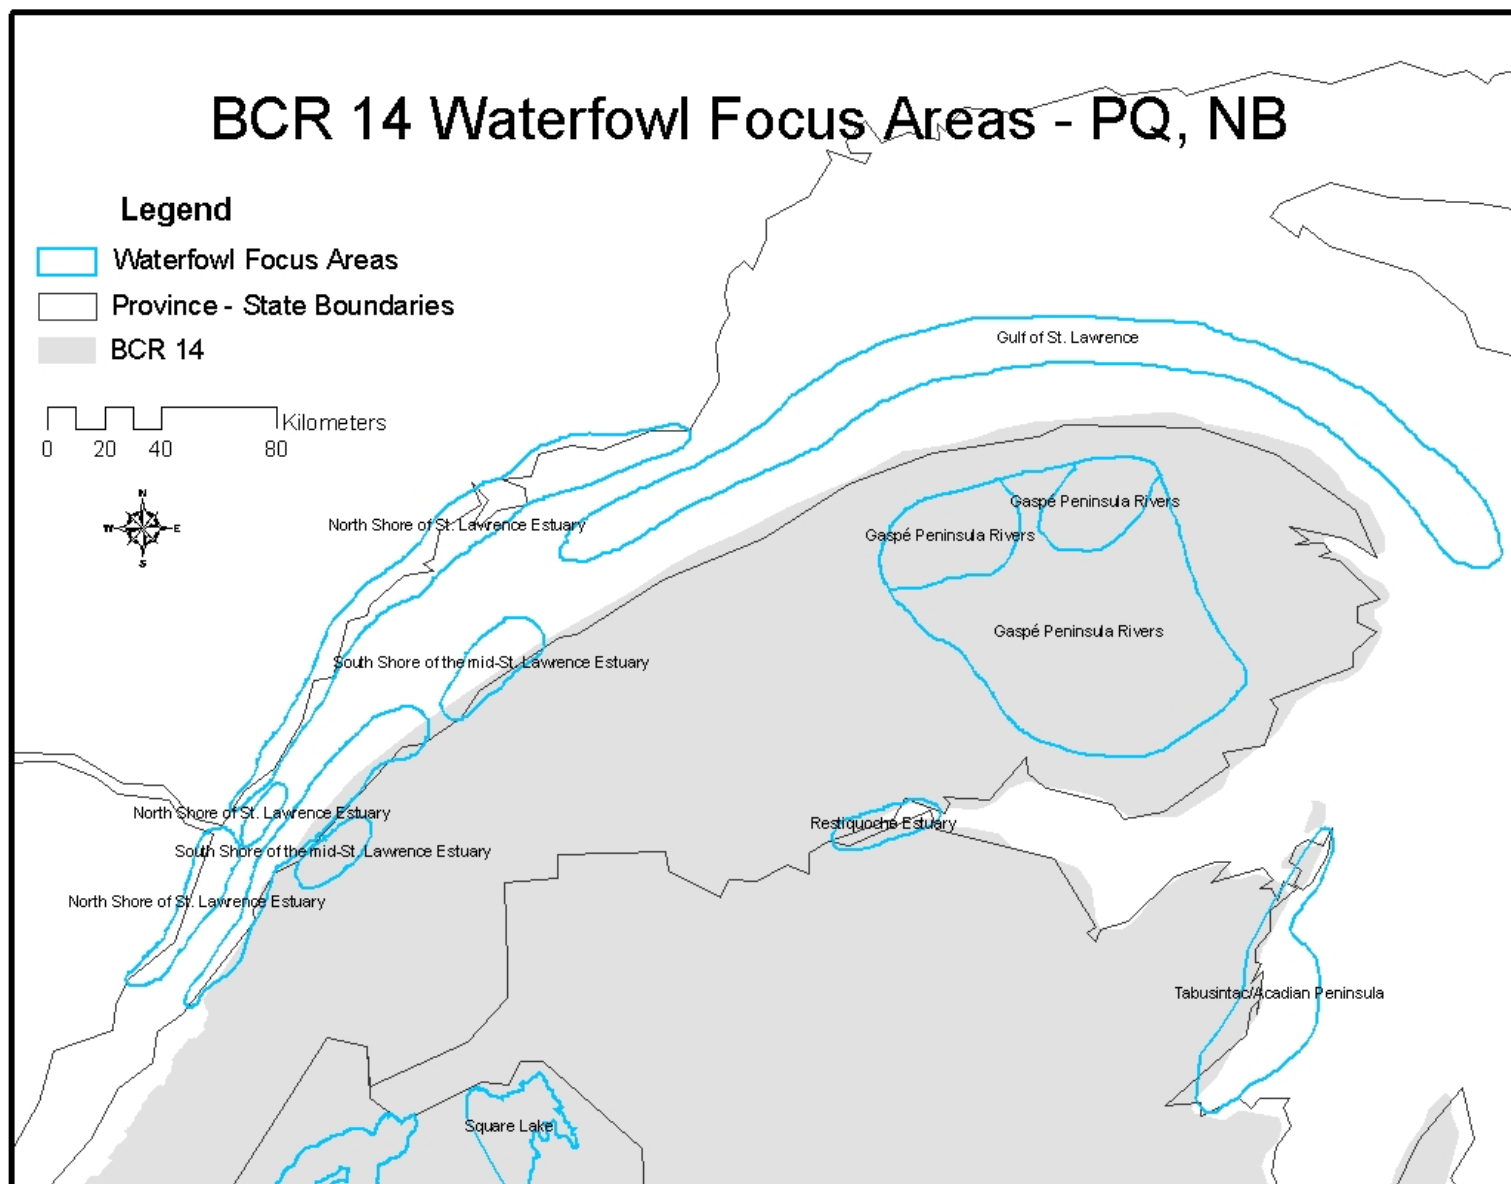 BCR 14 Waterfowl Focus Areas - PQ, NB
Legend
Waterfowl Focus Areas
Province - State Boundaries
BCR 14
Kilometers
0 20 40 80
N
W E
S
Gulf of St. Lawrence
Gaspé Peninsula Rivers
North Shore of St. Lawrence Estuary
Gaspé Peninsula Rivers
Gaspé Peninsula Rivers
South Shore of the mid-St. Lawrence Estuary
North Shore of St. Lawrence Estuary
Restiquoche Estuary
South Shore of the mid-St. Lawrence Estuary
North Shore of St. Lawrence Estuary
Tabusintac/Acadian Peninsula
Square Lake